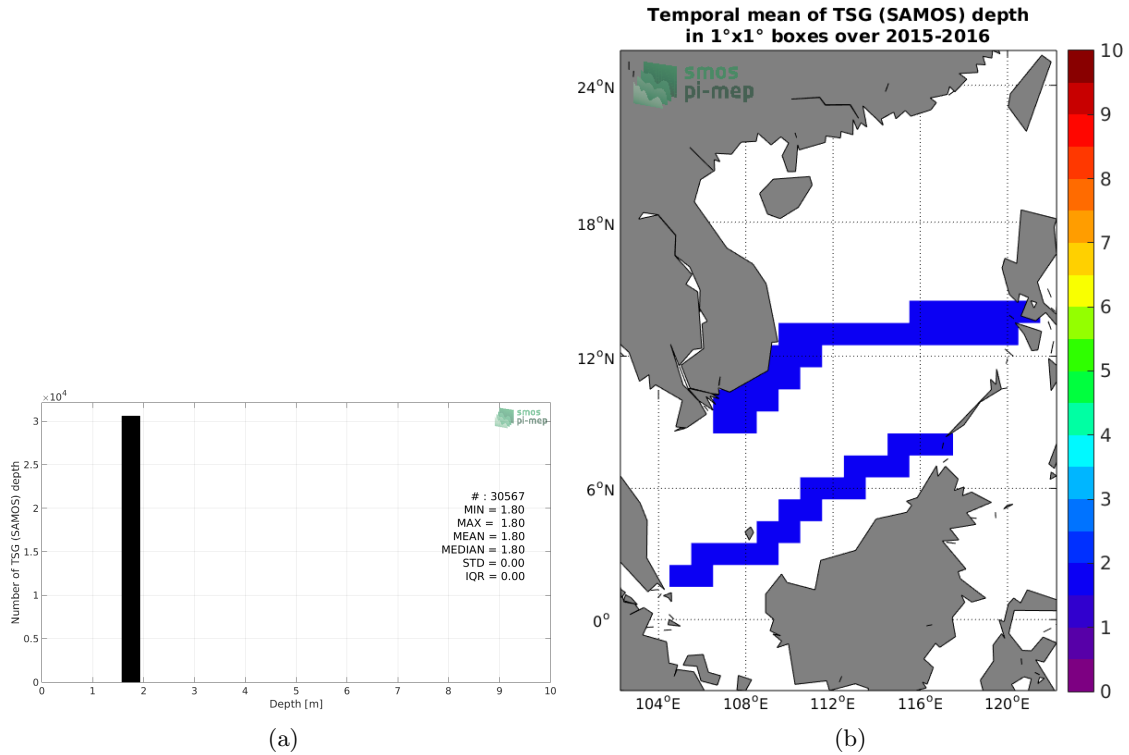 ×10⁴
3
2.5
2
1.5
1
0.5
0
Number of TSG (SAMOS) depth
smos
pi-mep
# : 30567
MIN = 1.80
MAX = 1.80
MEAN = 1.80
MEDIAN = 1.80
STD = 0.00
IQR = 0.00
0 1 2 3 4 5 6 7 8 9 10
Depth [m]
(a)
Temporal mean of TSG (SAMOS) depth
in 1°x1° boxes over 2015-2016
smos
pi-mep
24°N
18°N
12°N
6°N
0°
104°E 108°E 112°E 116°E 120°E
10
9
8
7
6
5
4
3
2
1
0
(b)